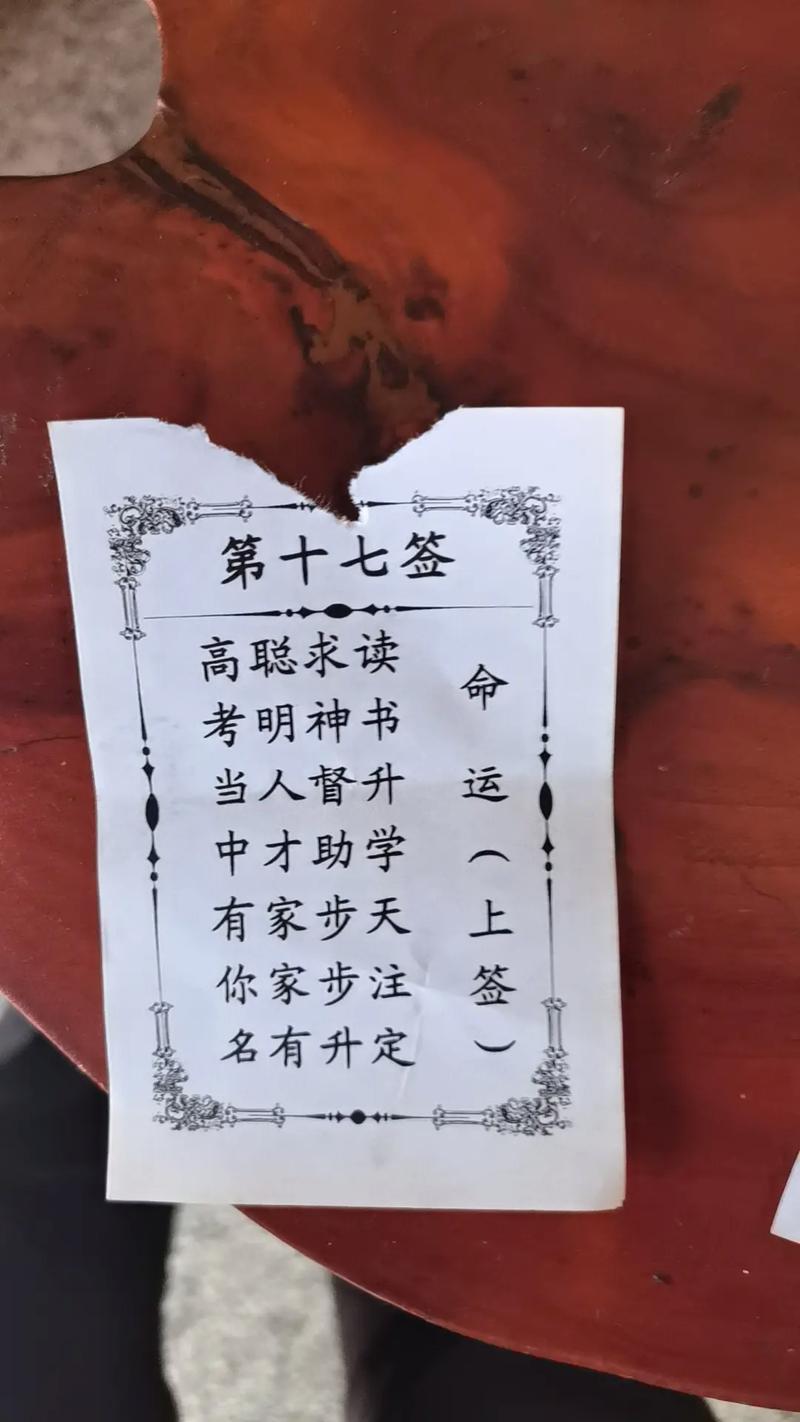 第十七签
命运(上签)
读书升学天注定
求神督助步步升
聪明人才家家有
高考当中有你名